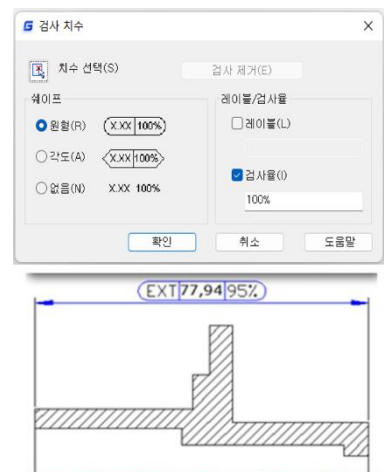 검사 치수
치수 선택(S)
검사 제거(E)
쉐이프
원형(R) X.XX 100%
각도(A) X.XX 100%
없음(N) X.XX 100%
레이블/검사율
레이블(L)
검사율(I)
100%
확인 취소 도움말
EXT 77,94 95%